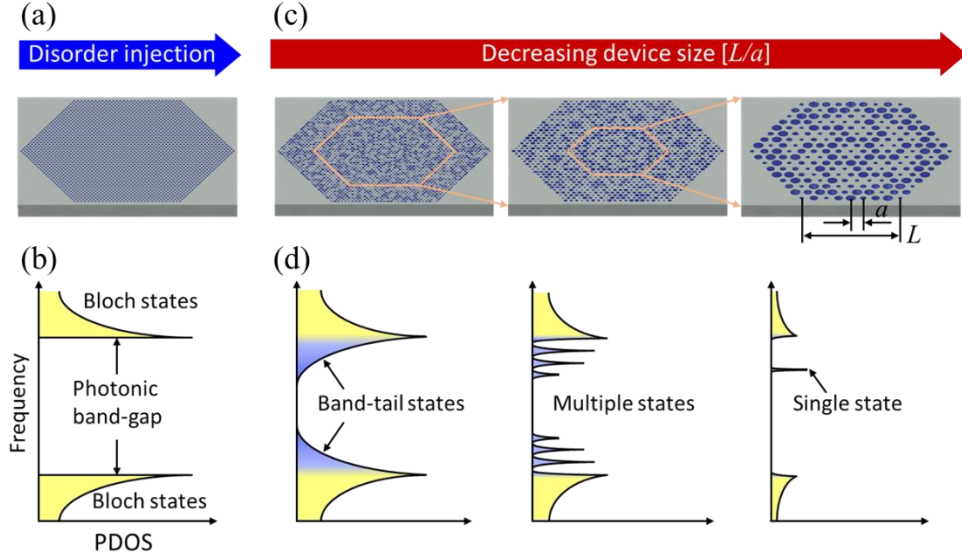 (a)
(c)
Disorder injection
Decreasing device size [L/a]
a
L
(b)
(d)
Bloch states
Photonic
band-gap
Bloch states
Frequency
PDOS
Band-tail states
Multiple states
Single state